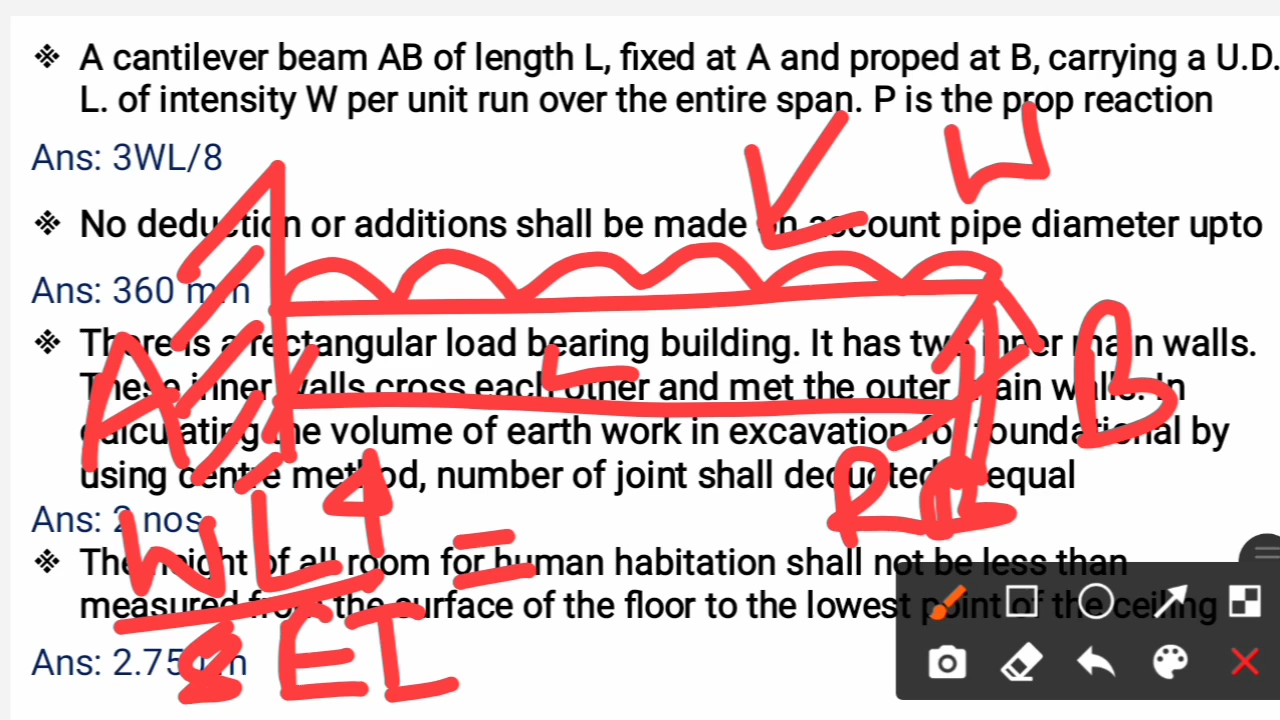 ❖ A cantilever beam AB of length L, fixed at A and proped at B, carrying a U.D.
L. of intensity W per unit run over the entire span. P is the prop reaction
Ans: 3WL/8
W
❖ No deduction or additions shall be made on account pipe diameter upto
Ans: 360 mm
❖ There is a rectangular load bearing building. It has two inner main walls.
These inner walls cross each other and met the outer main walls. In
calculating the volume of earth work in excavation for foundational by
using centre method, number of joint shall deducted is equal
A
L
B
Ans: 2 nos
❖ The height of all room for human habitation shall not be less than
measured from the surface of the floor to the lowest point of the ceiling
WL4 =
8EI
Ans: 2.75